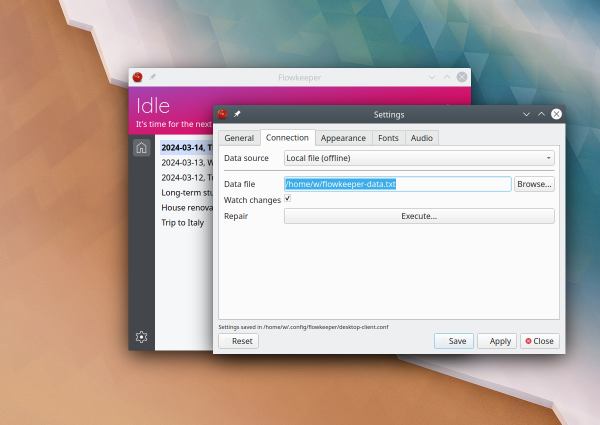 Flowkeeper
Idle
It's time for the next
Settings
General Connection Appearance Fonts Audio
Data source Local file (offline)
Data file /home/w/flowkeeper-data.txt Browse...
Watch changes
Repair Execute...
2024-03-14, T
2024-03-13, W
2024-03-12, T
Long-term stu
House renova
Trip to Italy
Settings saved in /home/w/.config/flowkeeper/desktop-client.conf
Reset Save Apply Close